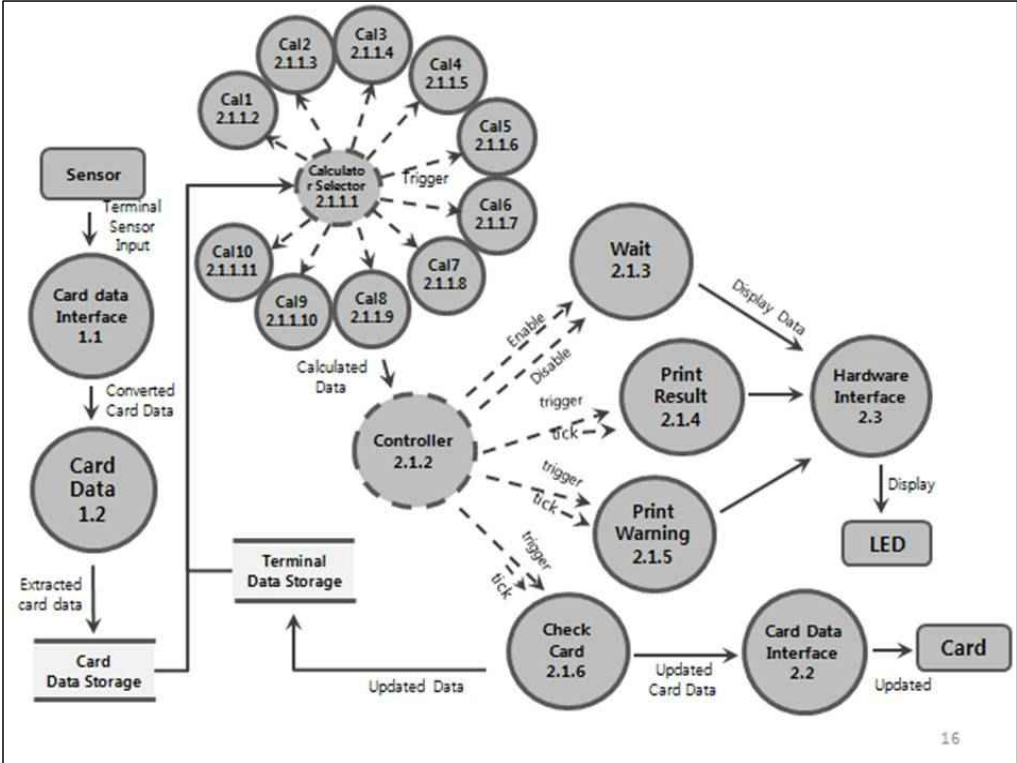 Cal1
2.1.1.2
Cal2
2.1.1.3
Cal3
2.1.1.4
Cal4
2.1.1.5
Cal5
2.1.1.6
Cal6
2.1.1.7
Cal7
2.1.1.8
Cal8
2.1.1.9
Cal9
2.1.1.10
Cal10
2.1.1.11
Calculato
r Selector
2.1.1.1
Trigger
Sensor
Terminal
Sensor
Input
Card data
Interface
1.1
Converted
Card Data
Card
Data
1.2
Extracted
card data
Card
Data Storage
Terminal
Data Storage
Calculated
Data
Controller
2.1.2
Enable
Disable
trigger
tick
trigger
tick
trigger
tick
Wait
2.1.3
Print
Result
2.1.4
Print
Warning
2.1.5
Check
Card
2.1.6
Display Data
Hardware
Interface
2.3
Display
LED
Updated Data
Updated
Card Data
Card Data
Interface
2.2
Updated
Card
16